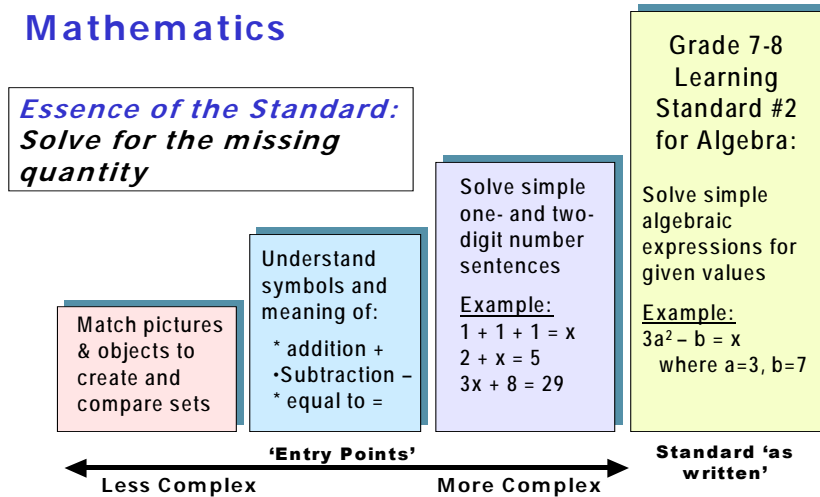 Mathematics
Essence of the Standard:
Solve for the missing
quantity
Match pictures
& objects to
create and
compare sets
Understand
symbols and
meaning of:
* addition +
•Subtraction –
* equal to =
Solve simple
one- and two-
digit number
sentences
Example:
1 + 1 + 1 = x
2 + x = 5
3x + 8 = 29
Grade 7-8
Learning
Standard #2
for Algebra:
Solve simple
algebraic
expressions for
given values
Example:
3a² – b = x
where a=3, b=7
'Entry Points'
Less Complex
More Complex
Standard 'as
written'